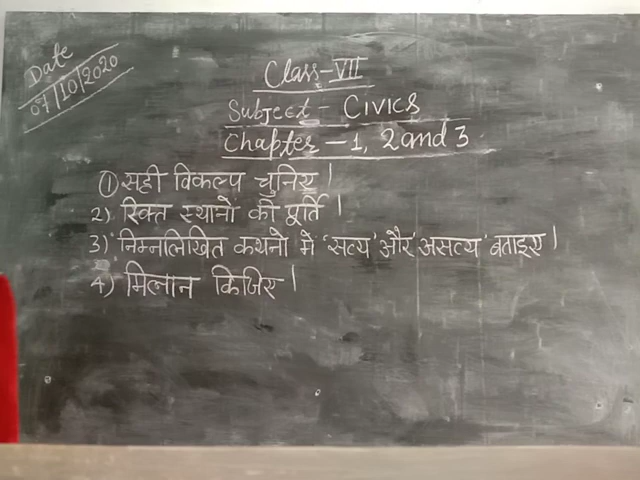 Date
07/10/2020
Class-VII
Subject - CIVICS
Chapter - 1, 2 and 3
① सही विकल्प चुनिए।
2) रिक्त स्थानों की पूर्ति।
3) निम्नलिखित कथनो में 'सत्य' और 'असत्य' बताइए।
4) मिलान किजिए।